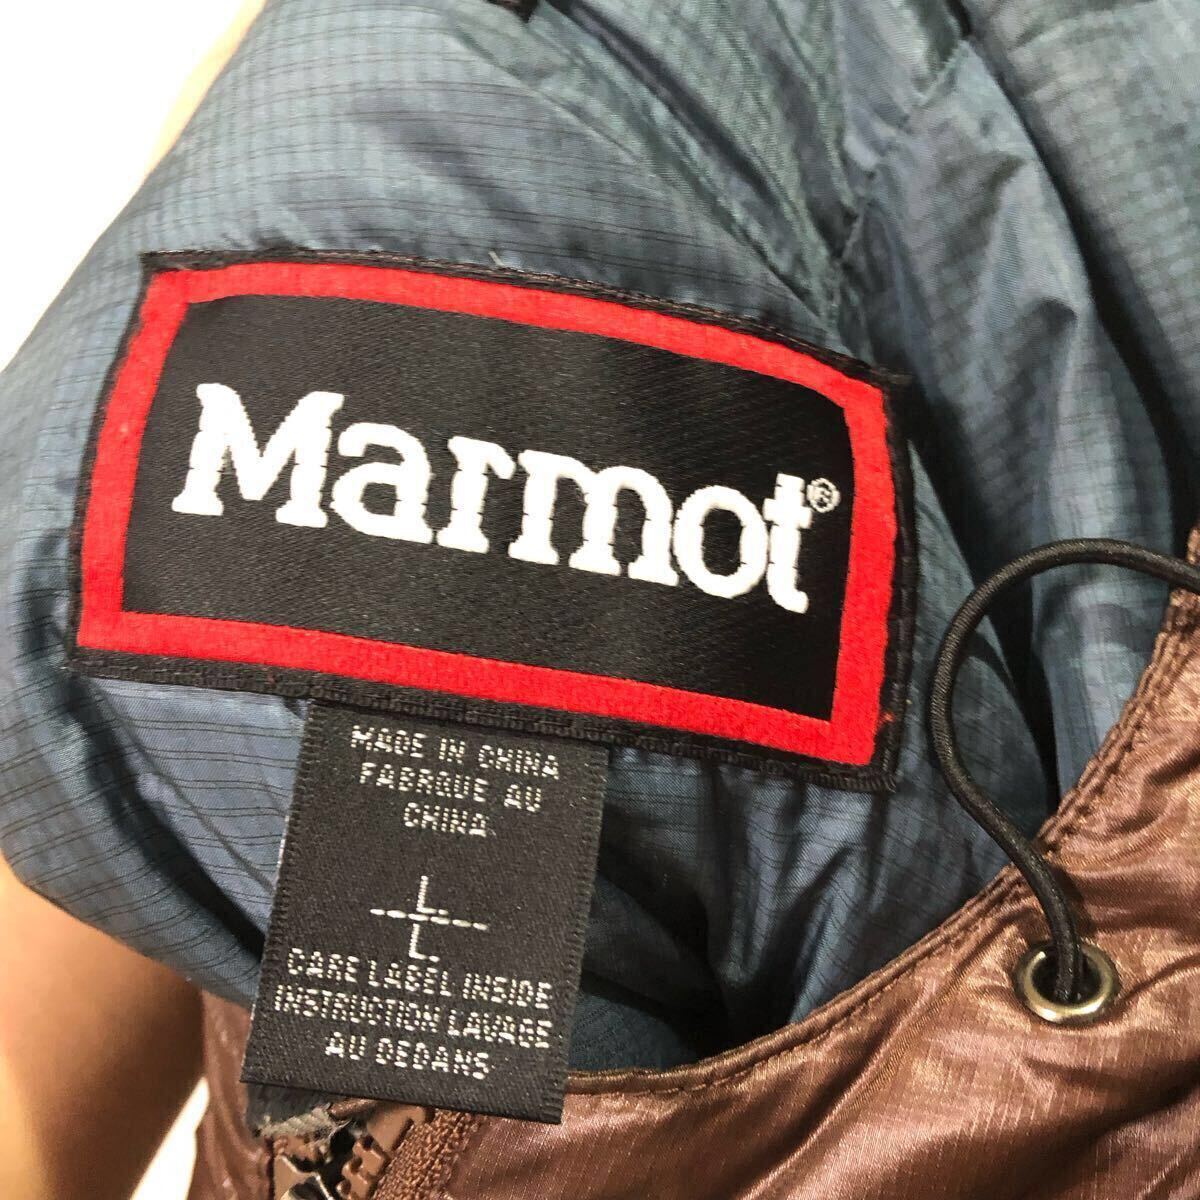 Marmot®
MADE IN CHINA
FABRQUE AU
CHINA
L
L
CARE LABEL INSIDE
INSTRUCTION LAVAGE
AU DEDANS